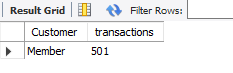 Result Grid Filter Rows:
Customer transactions
Member 501